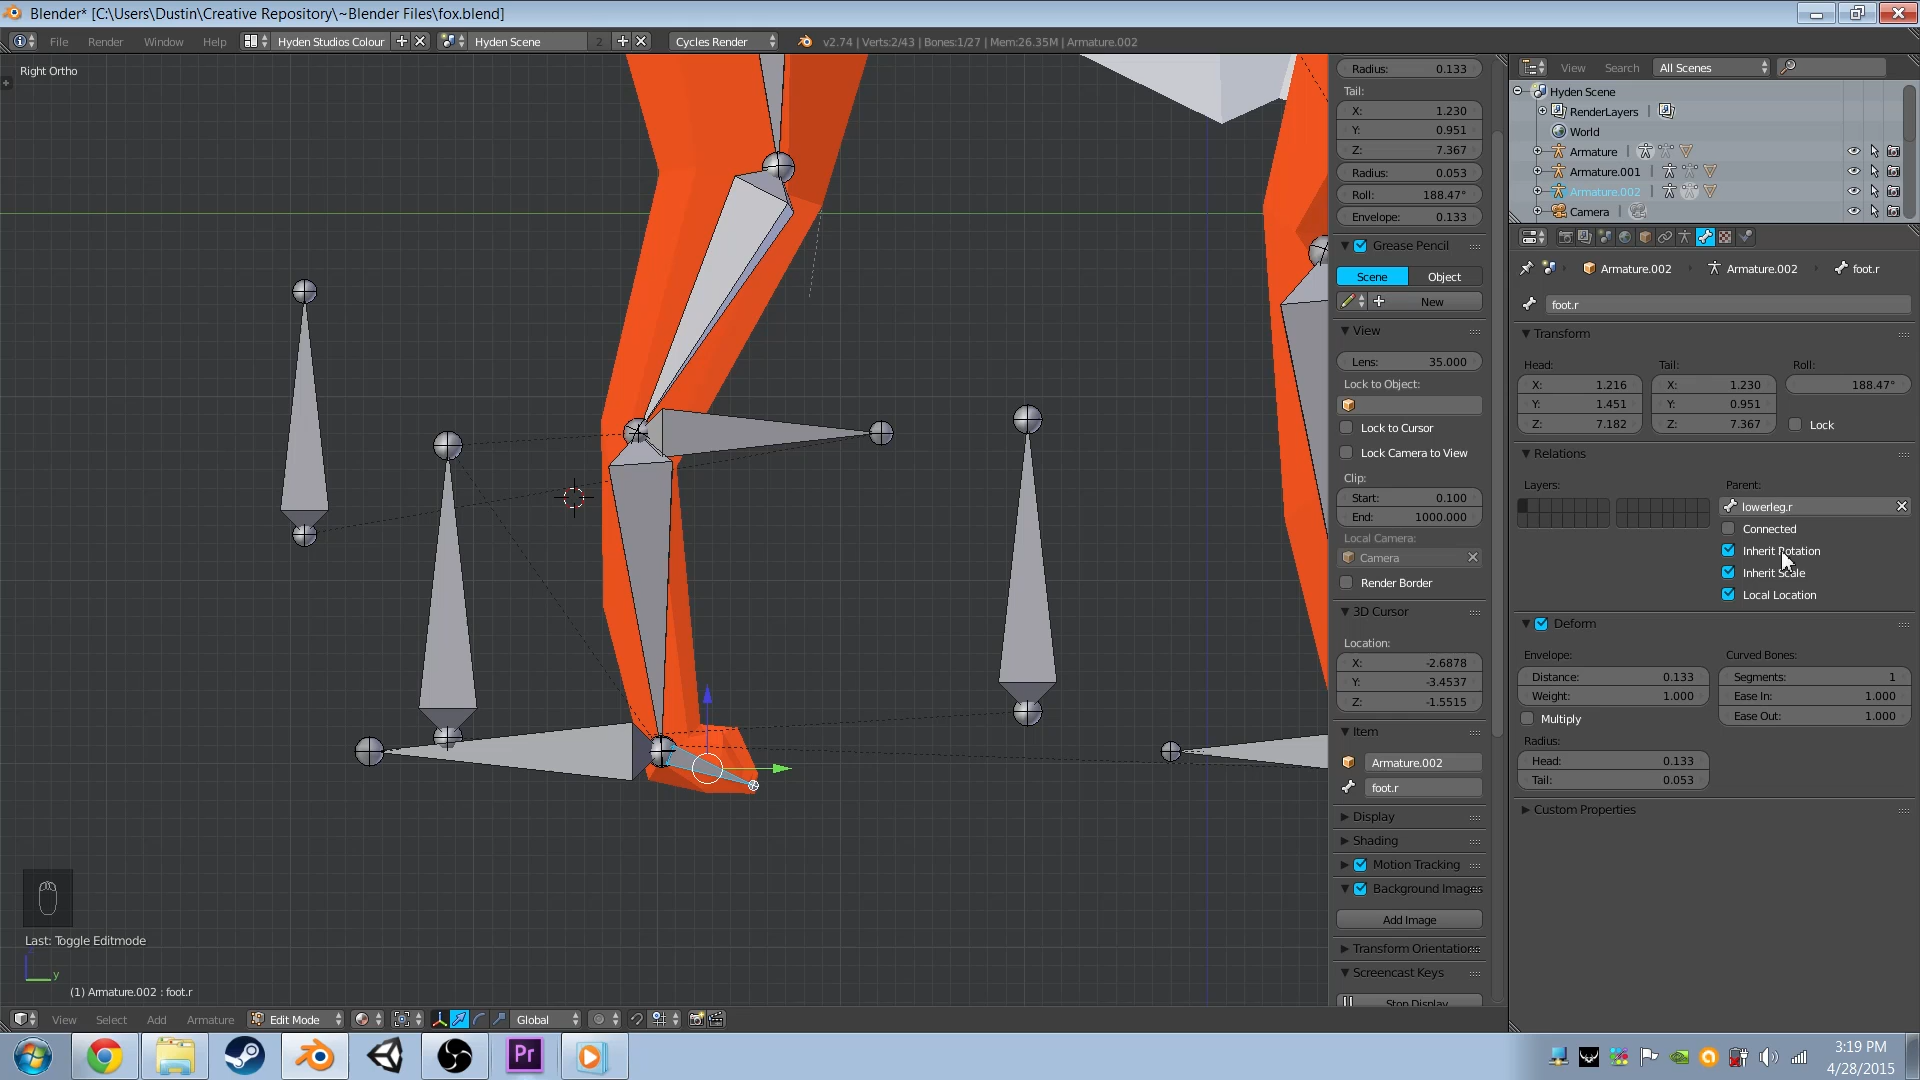 Blender* [C:\Users\Dustin\Creative Repository\~Blender Files\fox.blend]
File Render Window Help Hyden Studios Colour Hyden Scene 2 Cycles Render v2.74 | Verts:2/43 | Bones:1/27 | Mem:26.35M | Armature.002
Right Ortho
Last: Toggle Editmode
y
(1) Armature.002 : foot.r
View Select Add Armature Edit Mode Global
Radius: 0.133
Tail:
X: 1.230
Y: 0.951
Z: 7.367
Radius: 0.053
Roll: 188.47°
Envelope: 0.133
Grease Pencil
Scene Object
New
View
Lens: 35.000
Lock to Object:
Lock to Cursor
Lock Camera to View
Clip:
Start: 0.100
End: 1000.000
Local Camera:
Camera
Render Border
3D Cursor
Location:
X: -2.6878
Y: -3.4537
Z: -1.5515
Item
Armature.002
foot.r
Display
Shading
Motion Tracking
Background Images
Add Image
Transform Orientations
Screencast Keys
Stop Display
View Search All Scenes
Hyden Scene
RenderLayers
World
Armature
Armature.001
Armature.002
Camera
Armature.002 Armature.002 foot.r
foot.r
Transform
Head: Tail: Roll:
X: 1.216 X: 1.230 188.47°
Y: 1.451 Y: 0.951
Z: 7.182 Z: 7.367 Lock
Relations
Layers: Parent:
lowerleg.r
Connected
Inherit Rotation
Inherit Scale
Local Location
Deform
Envelope: Curved Bones:
Distance: 0.133 Segments: 1
Weight: 1.000 Ease In: 1.000
Multiply Ease Out: 1.000
Radius:
Head: 0.133
Tail: 0.053
Custom Properties
Pr
3:19 PM
4/28/2015